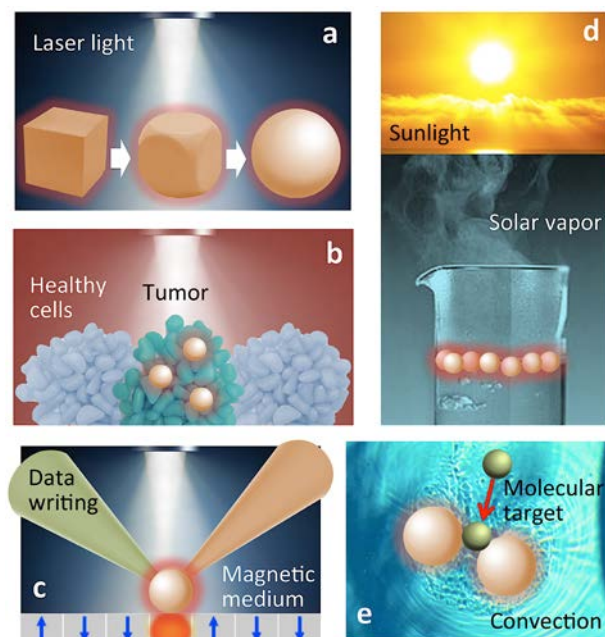 a
Laser light
b
Healthy
cells
Tumor
Data
writing
c
Magnetic
medium
d
Sunlight
Solar vapor
Molecular
target
e
Convection